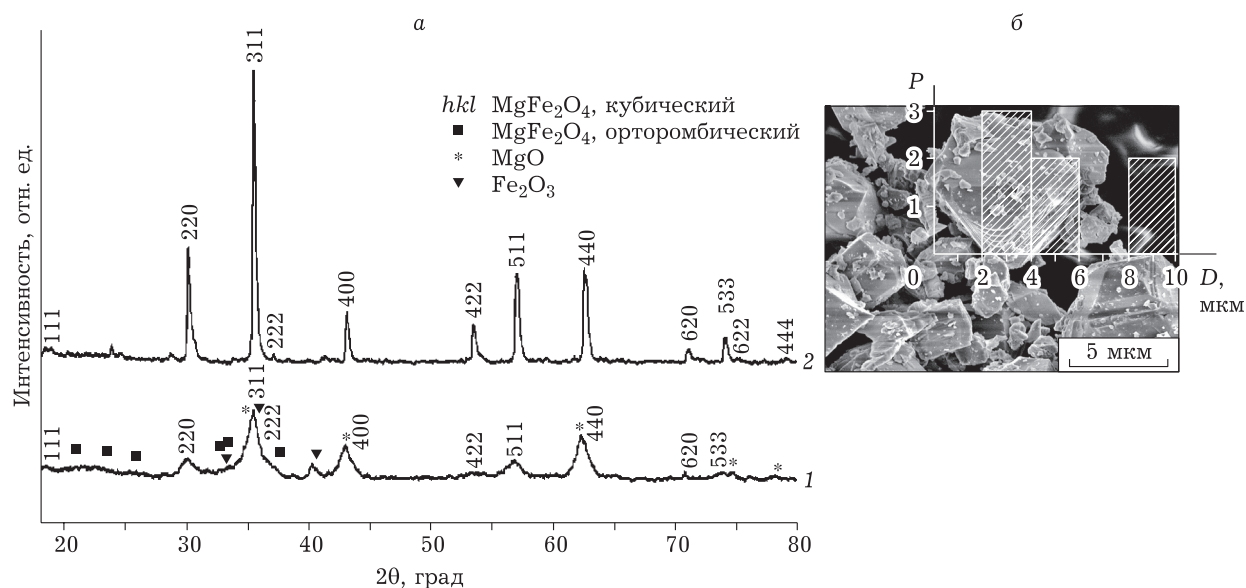 а
б
Интенсивность, отн. ед.
hkl MgFe₂O₄, кубический
■ MgFe₂O₄, орторомбический
* MgO
▼ Fe₂O₃
111
220
311
222
400
422
511
440
620
533
622
444
2
111
220
*
311
222
*
400
422
511
*
440
620
533
*
*
1
20 30 40 50 60 70 80
2θ, град
P
3
2
1
0 2 4 6 8 10 D,
мкм
5 мкм